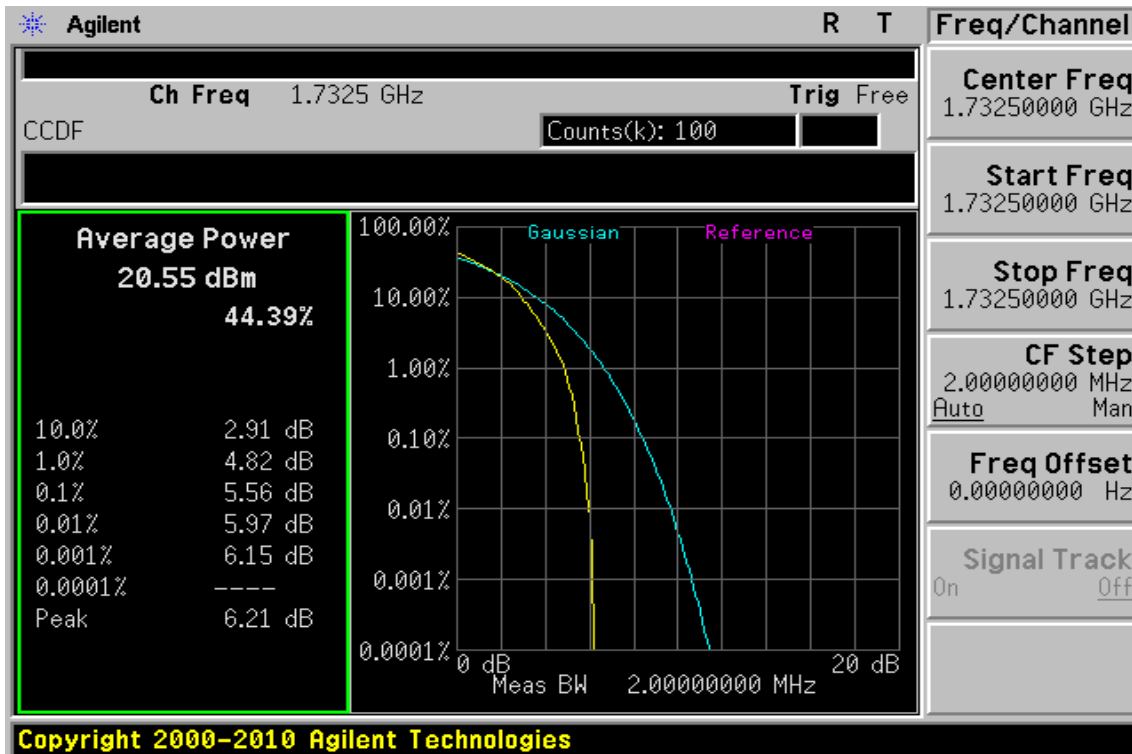 Agilent R T Freq/Channel
Ch Freq 1.7325 GHz Trig Free
CCDF Counts(k): 100
Average Power
20.55 dBm
44.39%
10.0% 2.91 dB
1.0% 4.82 dB
0.1% 5.56 dB
0.01% 5.97 dB
0.001% 6.15 dB
0.0001% ----
Peak 6.21 dB
Gaussian Reference
100.00%
10.00%
1.00%
0.10%
0.01%
0.001%
0.0001%
0 dB 20 dB
Meas BW 2.00000000 MHz
Center Freq
1.73250000 GHz
Start Freq
1.73250000 GHz
Stop Freq
1.73250000 GHz
CF Step
2.00000000 MHz
Auto Man
Freq Offset
0.00000000 Hz
Signal Track
On Off
Copyright 2000-2010 Agilent Technologies